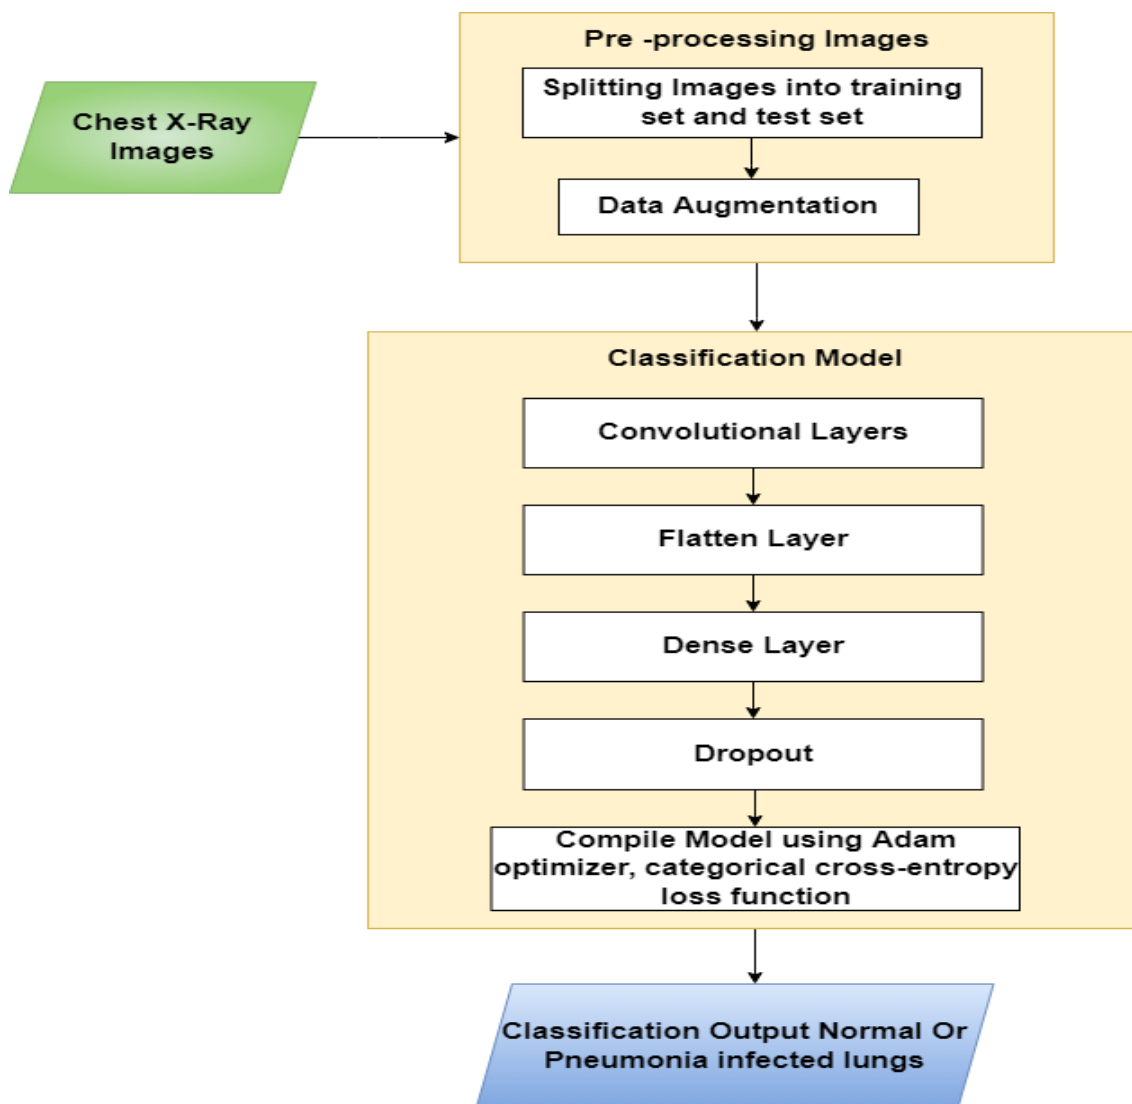 Pre -processing Images
Splitting Images into training
set and test set
Chest X-Ray
Images
Data Augmentation
Classification Model
Convolutional Layers
Flatten Layer
Dense Layer
Dropout
Compile Model using Adam
optimizer, categorical cross-entropy
loss function
Classification Output Normal Or
Pneumonia infected lungs